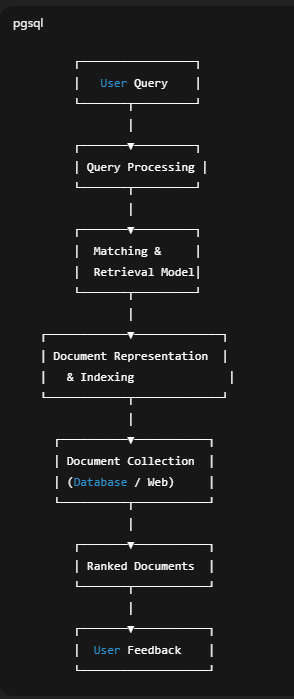 pgsql
User Query
Query Processing
Matching &
Retrieval Model
Document Representation
& Indexing
Document Collection
(Database / Web)
Ranked Documents
User Feedback